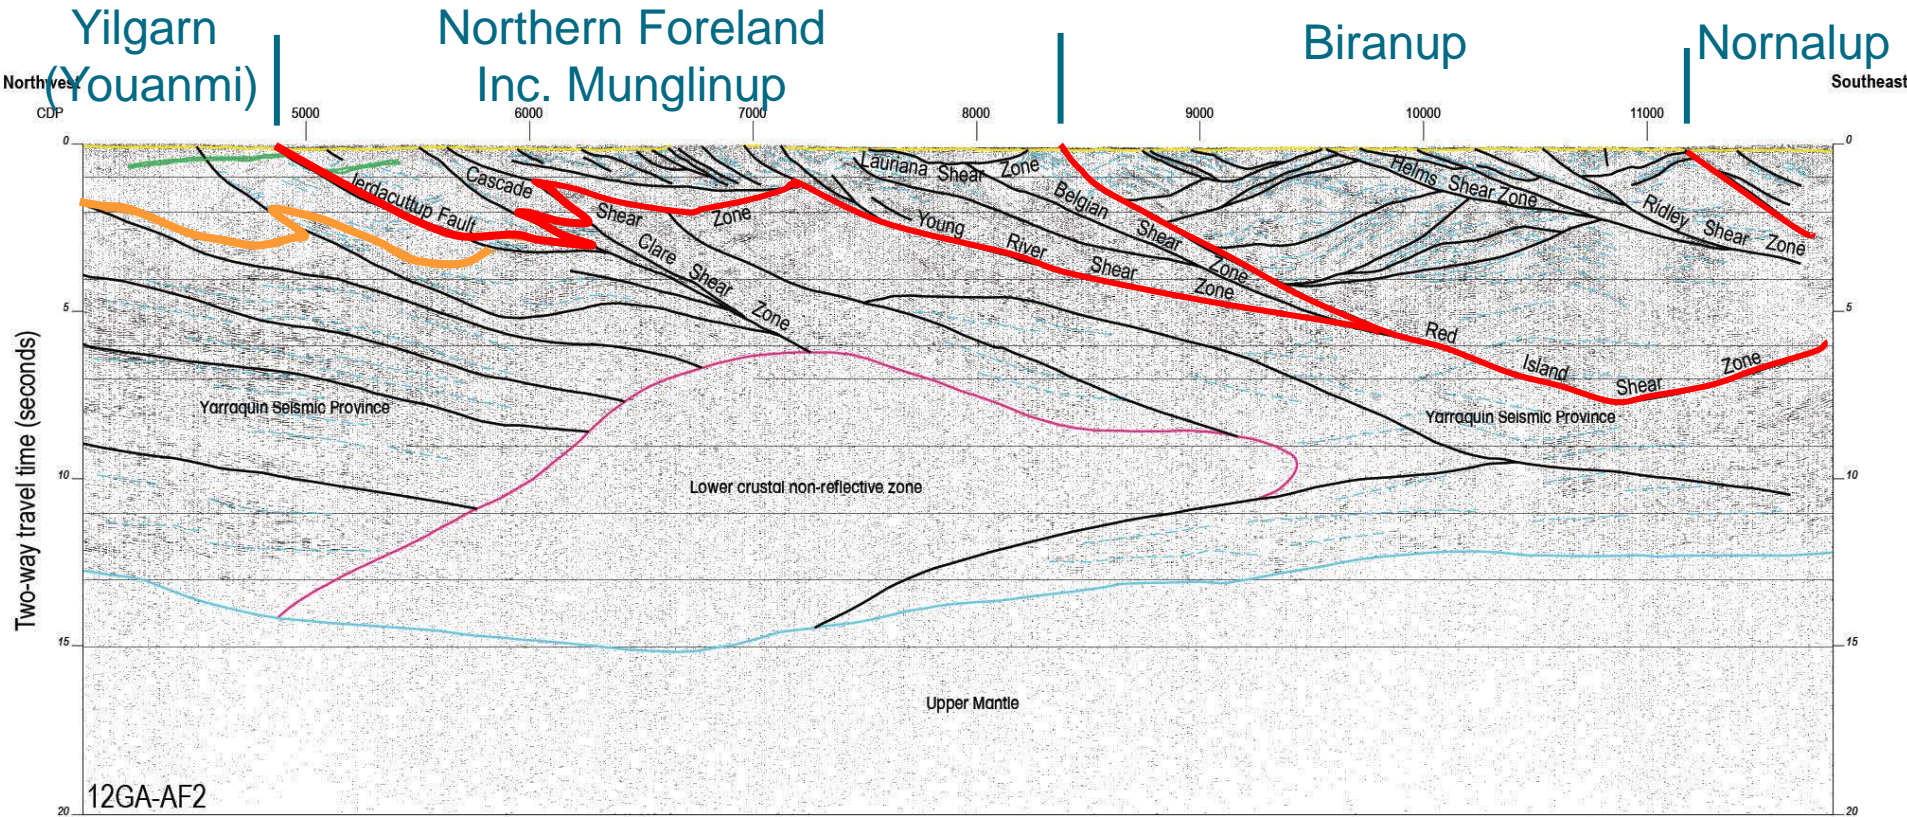 Yilgarn
(Youanmi)
Northern Foreland
Inc. Munglinup
Biranup
Nornalup
Northwest
Southeast
CDP
5000
6000
7000
8000
9000
10000
11000
0
0
Jerdacuttup Fault
Cascade Shear Zone
Clare Shear Zone
Lauriana Shear Zone
Young River Shear Zone
Belgian Shear Zone
Helms Shear Zone
Ridley Shear Zone
Red Island Shear Zone
5
5
Yarraquin Seismic Province
Yarraquin Seismic Province
Lower crustal non-reflective zone
10
10
15
15
Upper Mantle
20
20
Two-way travel time (seconds)
12GA-AF2